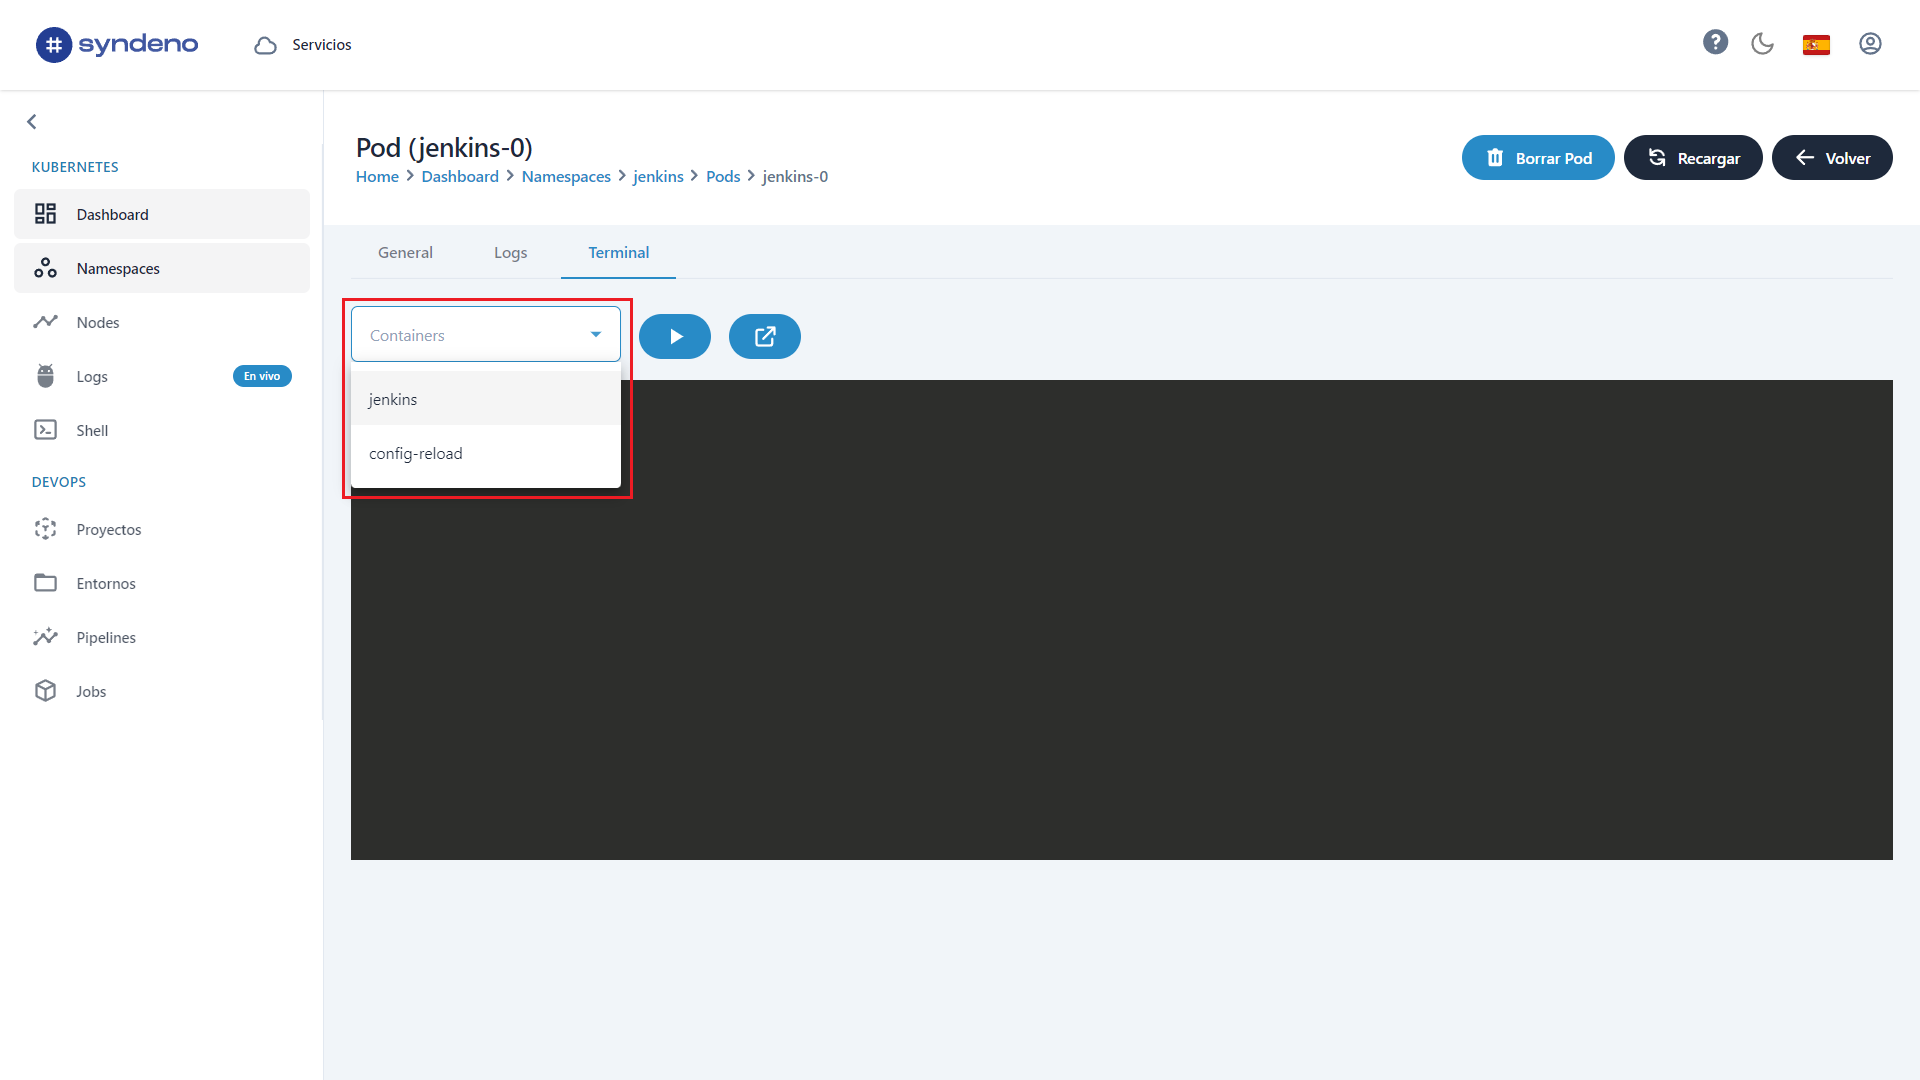 syndeno
Servicios
KUBERNETES
Dashboard
Namespaces
Nodes
Logs
En vivo
Shell
DEVOPS
Proyectos
Entornos
Pipelines
Jobs
Pod (jenkins-0)
Home > Dashboard > Namespaces > jenkins > Pods > jenkins-0
Borrar Pod
Recargar
Volver
General
Logs
Terminal
Containers
jenkins
config-reload